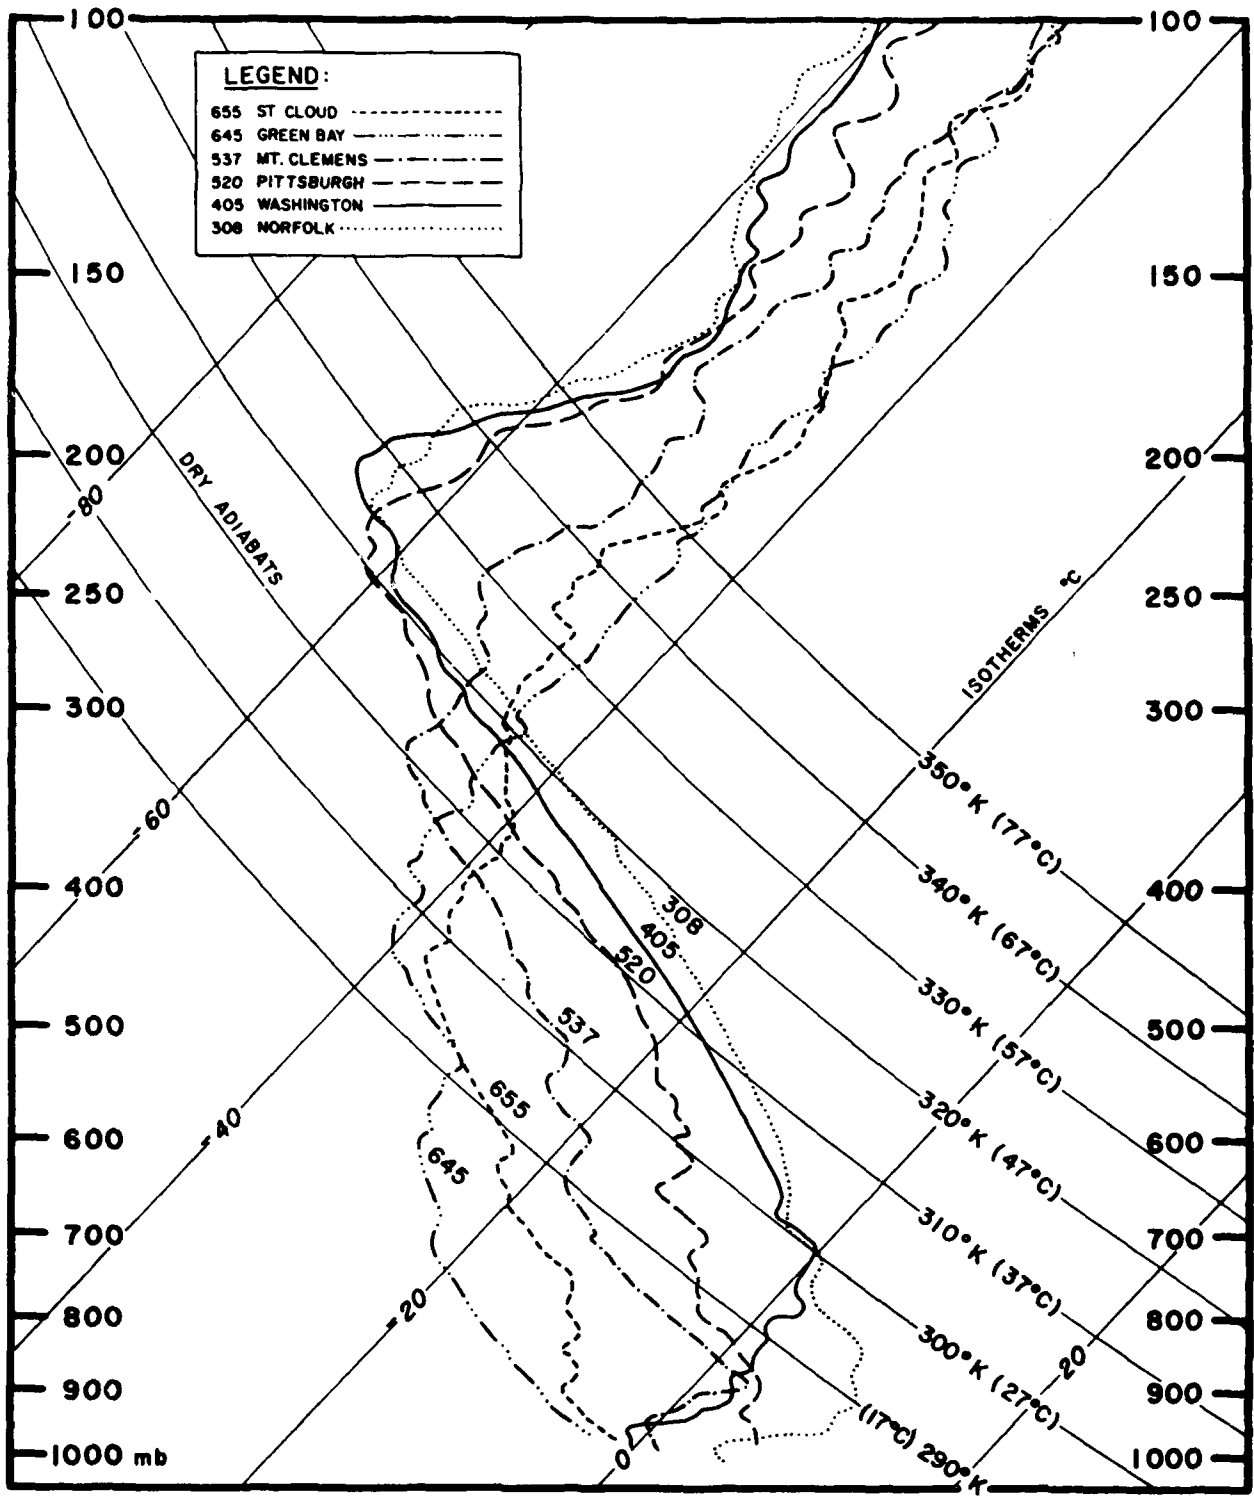 100
100
LEGEND:
655 ST CLOUD
645 GREEN BAY
537 MT. CLEMENS
520 PITTSBURGH
405 WASHINGTON
308 NORFOLK
150
150
200
200
-80
DRY ADIABATS
250
250
ISOTHERMS °C
300
300
350°K (77°C)
-60
400
400
340°K (67°C)
308
405
520
330°K (57°C)
500
500
537
655
320°K (47°C)
-40
600
600
645
310°K (37°C)
700
700
-20
800
800
300°K (27°C)
20
900
900
(17°C) 290°K
1000 mb
1000
0